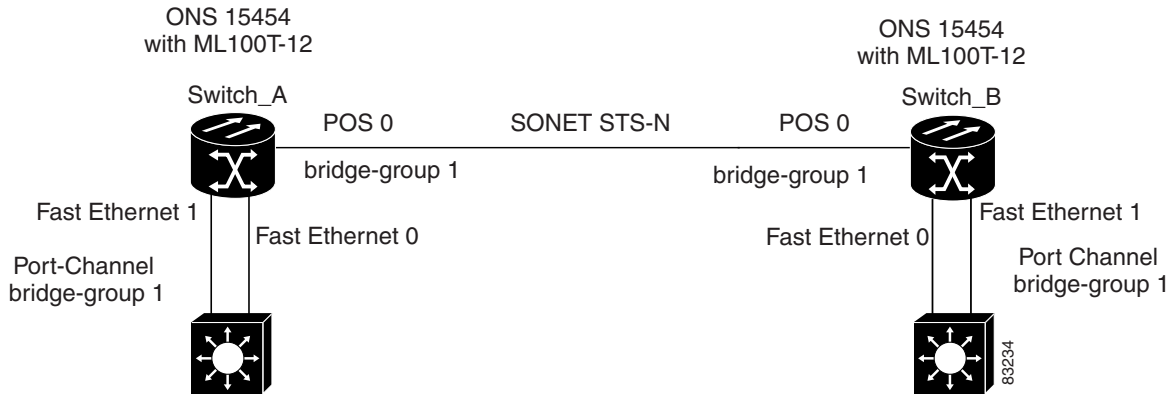 ONS 15454
with ML100T-12
ONS 15454
with ML100T-12
Switch_A
Switch_B
POS 0
SONET STS-N
POS 0
bridge-group 1
bridge-group 1
Fast Ethernet 1
Fast Ethernet 0
Fast Ethernet 0
Fast Ethernet 1
Port-Channel
bridge-group 1
Port Channel
bridge-group 1
83234